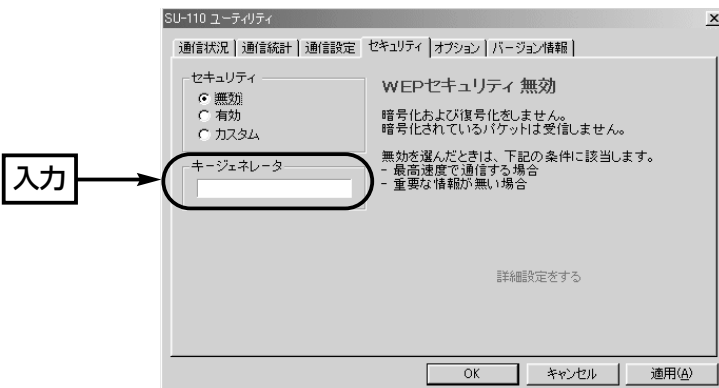 SU-110 ユーティリティ
通信状況 通信統計 通信設定 セキュリティ オプション バージョン情報
セキュリティ
無効
有効
カスタム
キージェネレータ
入力
WEPセキュリティ 無効
暗号化および復号化をしません。
暗号化されているパケットは受信しません。
無効を選んだときは、下記の条件に該当します。
- 最高速度で通信する場合
- 重要な情報が無い場合
詳細設定をする
OK キャンセル 適用(A)